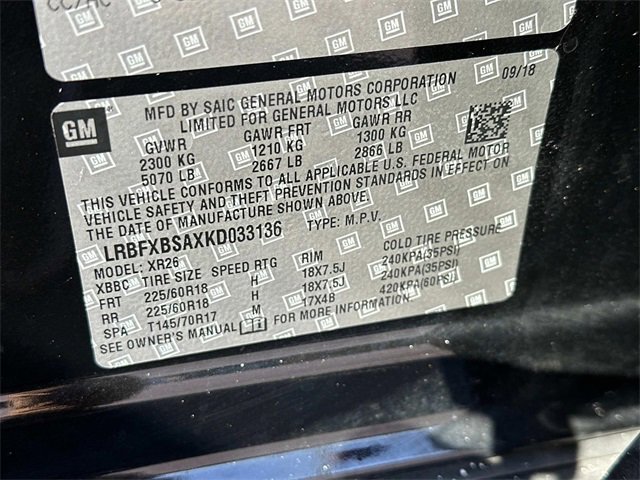 GM
09/18
MFD BY SAIC GENERAL MOTORS CORPORATION
LIMITED FOR GENERAL MOTORS LLC
GVWR GAWR FRT GAWR RR
2300 KG 1210 KG 1300 KG
5070 LB 2667 LB 2866 LB
THIS VEHICLE CONFORMS TO ALL APPLICABLE U.S. FEDERAL MOTOR
VEHICLE SAFETY AND THEFT PREVENTION STANDARDS IN EFFECT ON
THE DATE OF MANUFACTURE SHOWN ABOVE.
LRBFXBSAXKD033136 TYPE: M.P.V.
MODEL: XR26
XBBC TIRE SIZE SPEED RTG RIM COLD TIRE PRESSURE
FRT 225/60R18 H 18X7.5J 240KPA(35PSI)
RR 225/60R18 H 18X7.5J 240KPA(35PSI)
SPA T145/70R17 M 17X4B 420KPA(60PSI)
SEE OWNER'S MANUAL FOR MORE INFORMATION